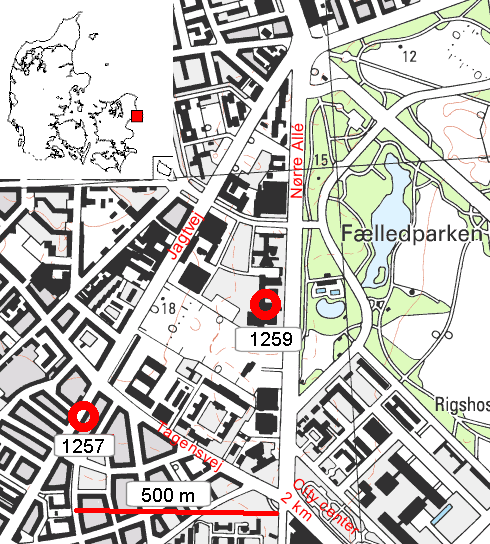 12
Nørre Allé
15
Jagtvej
Fælledparken
18
1259
Rigshos
1257
Tagensvej
500 m
City center
2 km